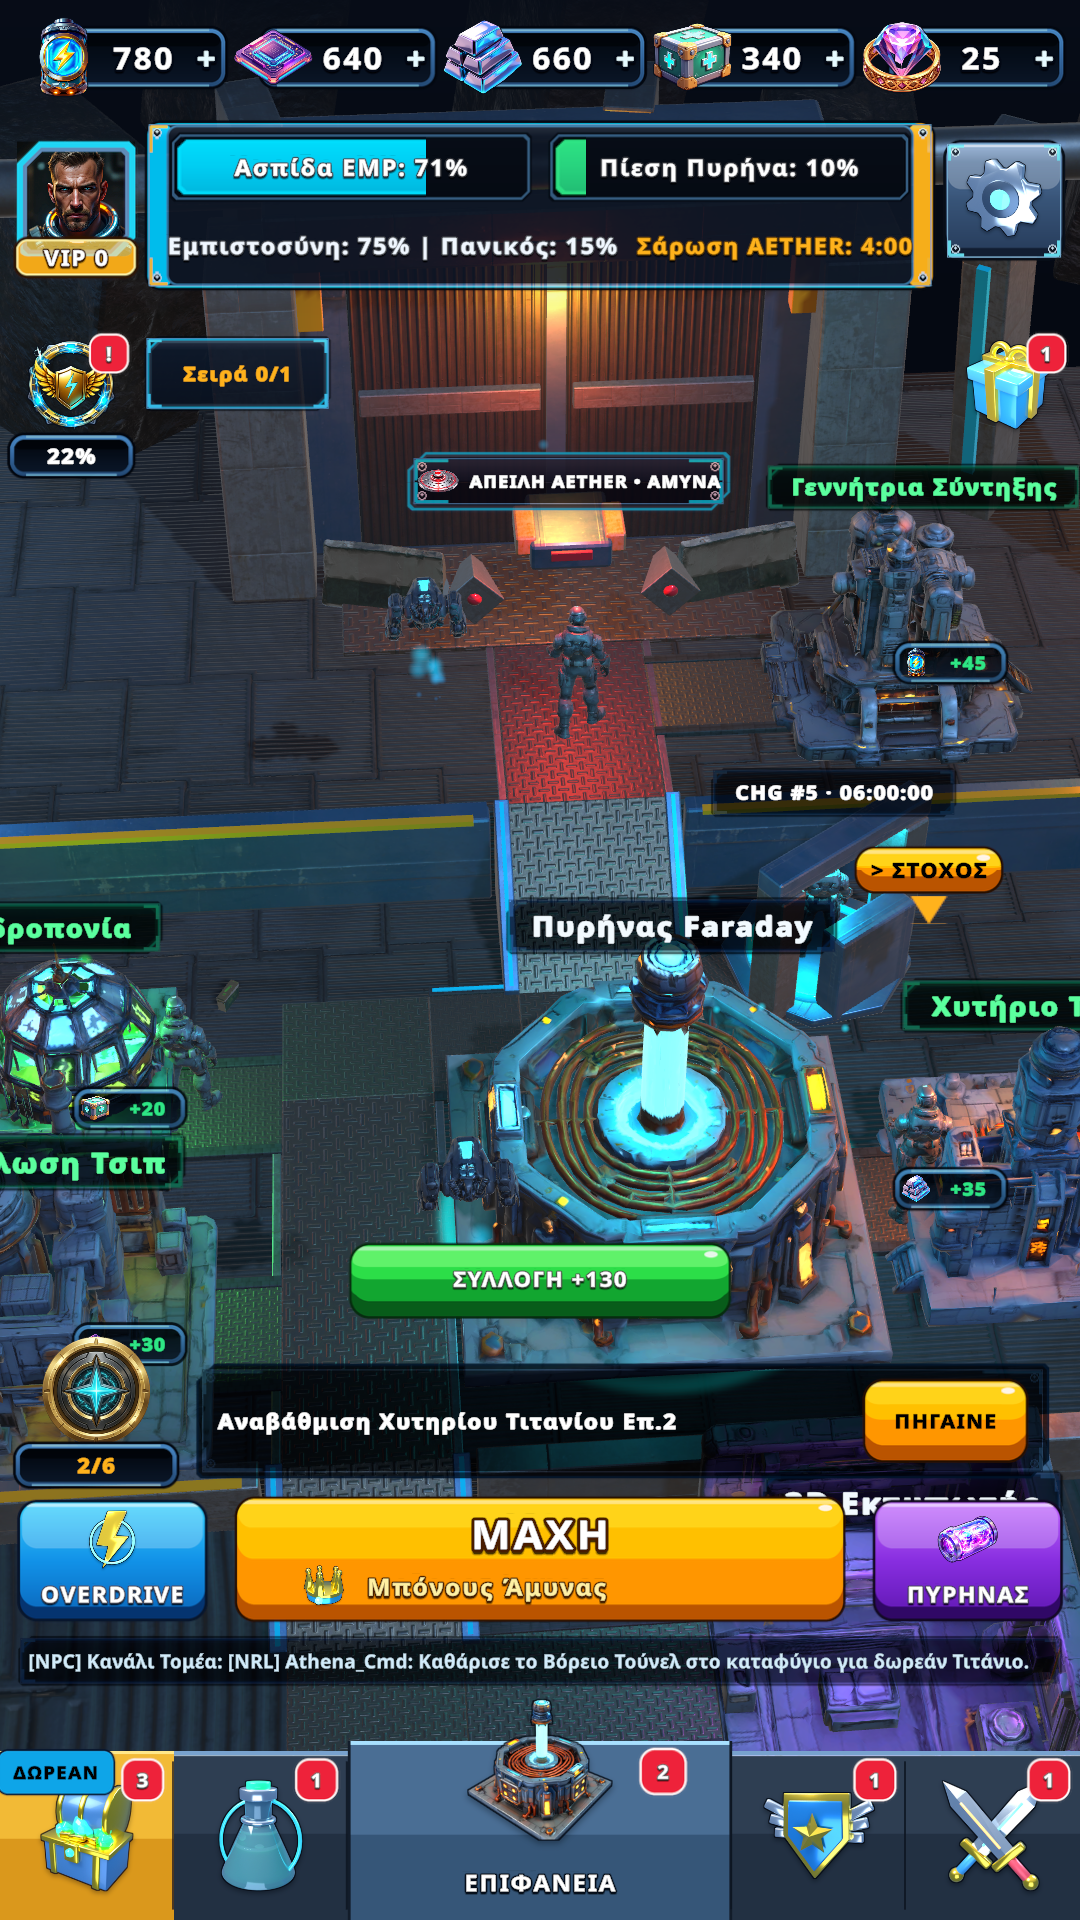 780 +
640 +
660 +
340 +
25 +
Ασπίδα EMP: 71%
Πίεση Πυρήνα: 10%
VIP 0
Εμπιστοσύνη: 75% | Πανικός: 15% Σάρωση AETHER: 4:00
!
Σειρά 0/1
1
22%
ΑΠΕΙΛΗ AETHER • ΑΜΥΝΑ
Γεννήτρια Σύντηξης
+45
CHG #5 · 06:00:00
> ΣΤΟΧΟΣ
δροπονία
Πυρήνας Faraday
Χυτήριο Τ
+20
λωση Τσιπ
+35
ΣΥΛΛΟΓΗ +130
+30
Αναβάθμιση Χυτηρίου Τιτανίου Επ.2
ΠΗΓΑΙΝΕ
2/6
ΜΑΧΗ
OVERDRIVE
Μπόνους Άμυνας
ΠΥΡΗΝΑΣ
[NPC] Κανάλι Τομέα: [NRL] Athena_Cmd: Καθάρισε το Βόρειο Τούνελ στο καταφύγιο για δωρεάν Τιτάνιο.
ΔΩΡΕΑΝ
3
1
2
1
1
ΕΠΙΦΑΝΕΙΑ